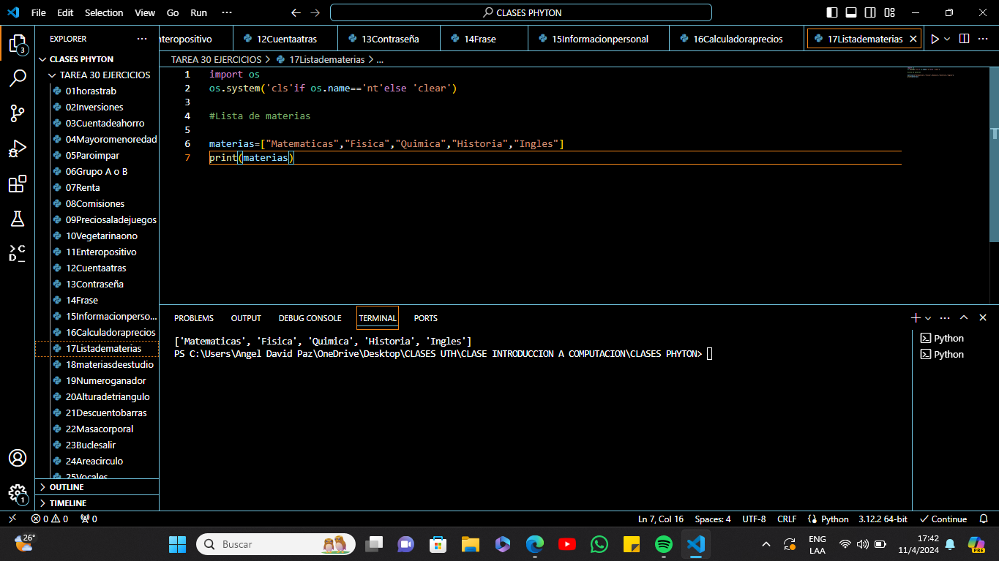 File Edit Selection View Go Run ··· CLASES PHYTON
EXPLORER ···
nteropositivo 12Cuentaatras 13Contraseña 14Frase 15Informacionpersonal 16Calculadoraprecios 17Listadematerias
CLASES PHYTON
TAREA 30 EJERCICIOS
01horastrab
02Inversiones
03Cuentadeahorro
04Mayoromenoredad
05Paroimpar
06Grupo A o B
07Renta
08Comisiones
09Preciosaladejuegos
10Vegetarinaono
11Enteropositivo
12Cuentaatras
13Contraseña
14Frase
15Informacionperso...
16Calculadoraprecios
17Listadematerias
18materiasdeestudio
19Numeroganador
20Alturadetriangulo
21Descuentobarras
22Masacorporal
23Buclesalir
24Areacirculo
25Vocales
OUTLINE
TIMELINE
3
1
TAREA 30 EJERCICIOS > 17Listadematerias > ...
1 import os
2 os.system('cls'if os.name=='nt'else 'clear')
3
4 #Lista de materias
5
6 materias=["Matematicas","Fisica","Quimica","Historia","Ingles"]
7 print(materias)
PROBLEMS OUTPUT DEBUG CONSOLE TERMINAL PORTS
['Matematicas', 'Fisica', 'Quimica', 'Historia', 'Ingles']
PS C:\Users\Angel David Paz\OneDrive\Desktop\CLASES UTH\CLASE INTRODUCCION A COMPUTACION\CLASES PHYTON>
Python
Python
0 0 0 Ln 7, Col 16 Spaces: 4 UTF-8 CRLF Python 3.12.2 64-bit Continue
26° Buscar ENG LAA 17:42 11/4/2024 PRE